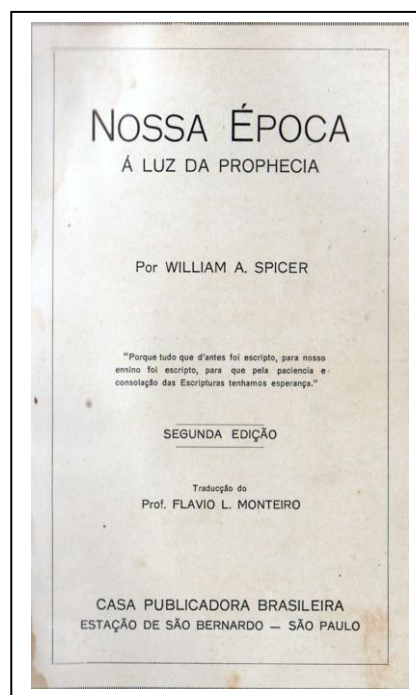 NOSSA ÉPOCA
Á LUZ DA PROPHECIA
Por WILLIAM A. SPICER
"Porque tudo que d'antes foi escripto, para nosso
ensino foi escripto, para que pela paciencia e
consolação das Escripturas tenhamos esperança."
SEGUNDA EDIÇÃO
Traducção do
Prof. FLAVIO L. MONTEIRO
CASA PUBLICADORA BRASILEIRA
ESTAÇÃO DE SÃO BERNARDO — SÃO PAULO